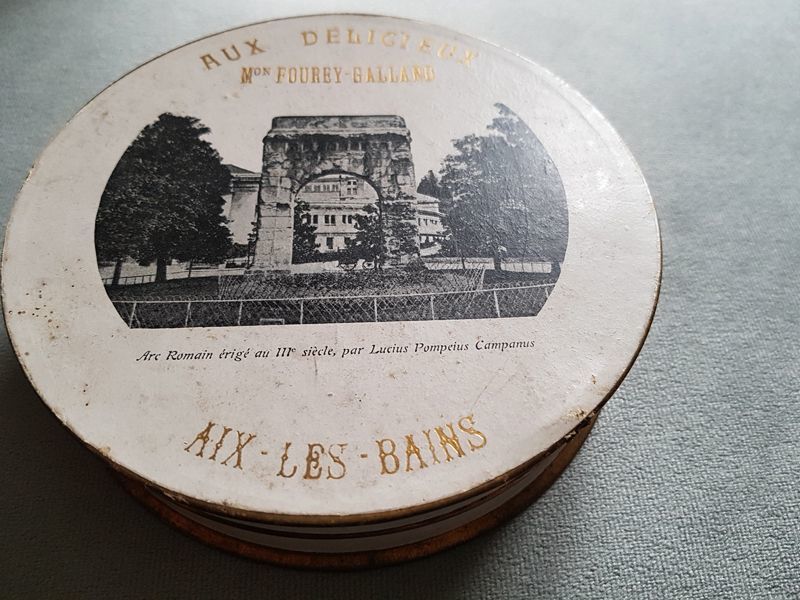 AUX DÉLICIEUX
Mon FOUREY-GALLAND
Arc Romain érigé au IIIe siècle, par Lucius Pompeius Campanus
AIX-LES-BAINS